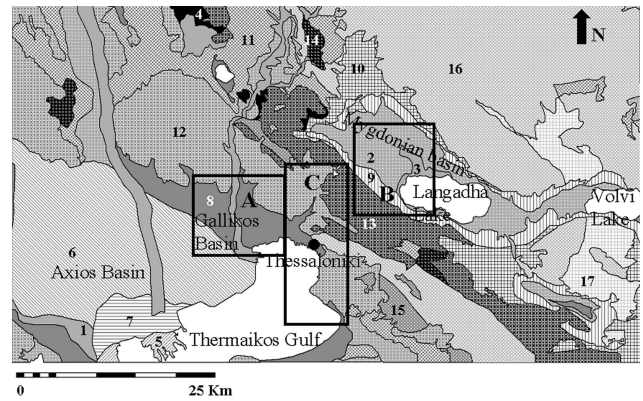 4
11
14
N
10
16
12
Mygdonian basin
2
3
9
8
A
C
B
Langadha
Lake
Volvi
Lake
Gallikos
Basin
13
6
Axios Basin
Thessaloniki
17
1
7
5
Thermaikos Gulf
15
0 25 Km